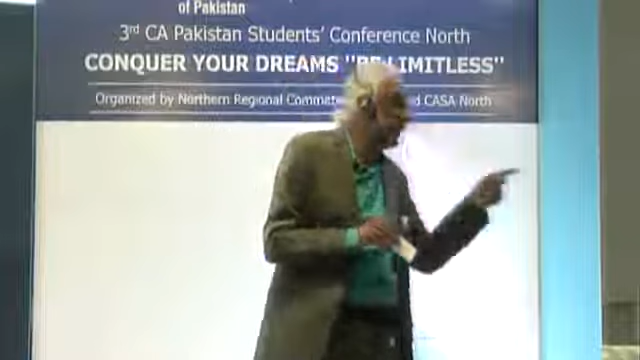 of Pakistan
3rd CA Pakistan Students' Conference North
CONQUER YOUR DREAMS "BE LIMITLESS"
Organized by Northern Regional and CASA North